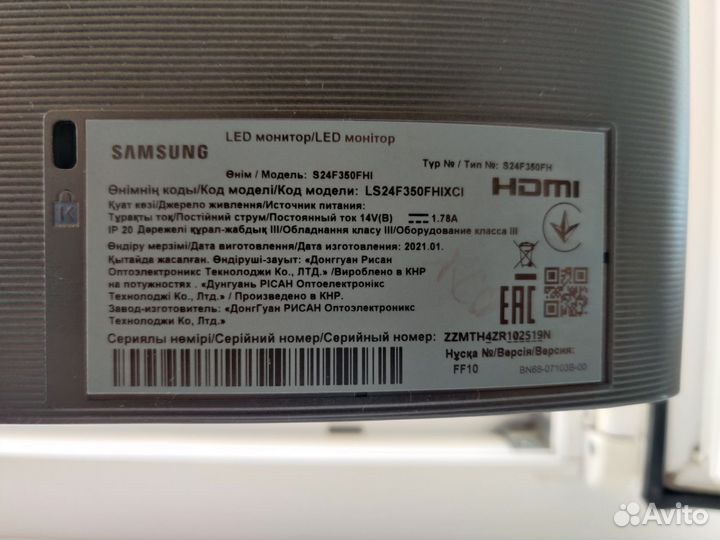 LED монитор/LED монітор
SAMSUNG
Өнім / Модель: S24F350FHI
Түр № / Тип №: S24F350FH
Өнімнің коды/Код моделі/Код модели: LS24F350FHIXCI
HDMI
Қуат көзі/Джерело живлення/Источник питания:
Тұрақты ток/Постійний струм/Постоянный ток 14V(B) 1.78A
IP 20 Дәрежелі құрал-жабдық III/Обладнання класу III/Оборудование класса III
Өндіру мерзімі/Дата виготовлення/Дата изготовления: 2021.01.
Қытайда жасалған. Өндіруші-зауыт: «Донггуан Рисан
Оптоэлектроникс Текнолоджи Ко., ЛТД.» /Вироблено в КНР
на потужностях . «Дунгуань РІСАН Оптоелектронікс
Технолоджі Ко., Лтд.» / Произведено в КНР.
Завод-изготовитель: «ДонгГуан РИСАН Оптоэлектроникс
Технолоджи Ко., Лтд.»
EAC
Сериялы нөмірі/Серійний номер/Серийный номер: ZZMTH4ZR102519N
Нұсқа №/Версія/Версия:
FF10
BN68-07103B-00
K
Avito